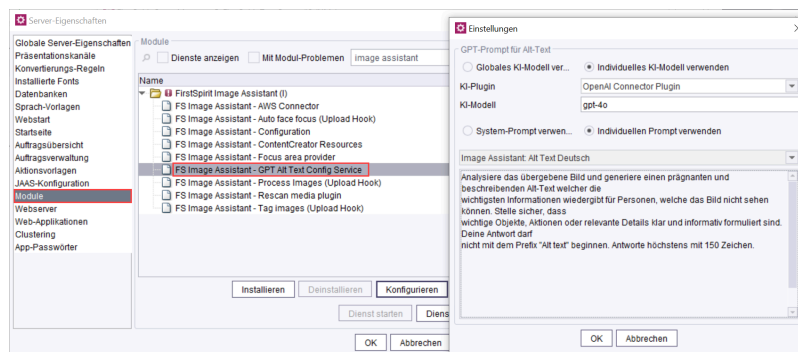 Server-Eigenschaften
Globale Server-Eigenschaften
Präsentationskanäle
Konvertierungs-Regeln
Installierte Fonts
Datenbanken
Sprach-Vorlagen
Webstart
Startseite
Auftragsübersicht
Auftragsverwaltung
Aktionsvorlagen
JAAS-Konfiguration
Module
Webserver
Web-Applikationen
Clustering
App-Passwörter
Module
Dienste anzeigen Mit Modul-Problemen image assistant
Name
FirstSpirit Image Assistant (I)
FS Image Assistant - AWS Connector
FS Image Assistant - Auto face focus (Upload Hook)
FS Image Assistant - Configuration
FS Image Assistant - ContentCreator Resources
FS Image Assistant - Focus area provider
FS Image Assistant - GPT Alt Text Config Service
FS Image Assistant - Process Images (Upload Hook)
FS Image Assistant - Rescan media plugin
FS Image Assistant - Tag images (Upload Hook)
Installieren Deinstallieren Konfigurieren
Dienst starten Diens
OK Abbrechen
Einstellungen
GPT-Prompt für Alt-Text
Globales KI-Modell ver... Individuelles KI-Modell verwenden
KI-Plugin OpenAI Connector Plugin
KI-Modell gpt-4o
System-Prompt verwen... Individuellen Prompt verwenden
Image Assistant: Alt Text Deutsch
Analysiere das übergebene Bild und generiere einen prägnanten und
beschreibenden Alt-Text welcher die
wichtigsten Informationen wiedergibt für Personen, welche das Bild nicht sehen
können. Stelle sicher, dass
wichtige Objekte, Aktionen oder relevante Details klar und informativ formuliert sind.
Deine Antwort darf
nicht mit dem Prefix "Alt text" beginnen. Antworte höchstens mit 150 Zeichen.
OK Abbrechen